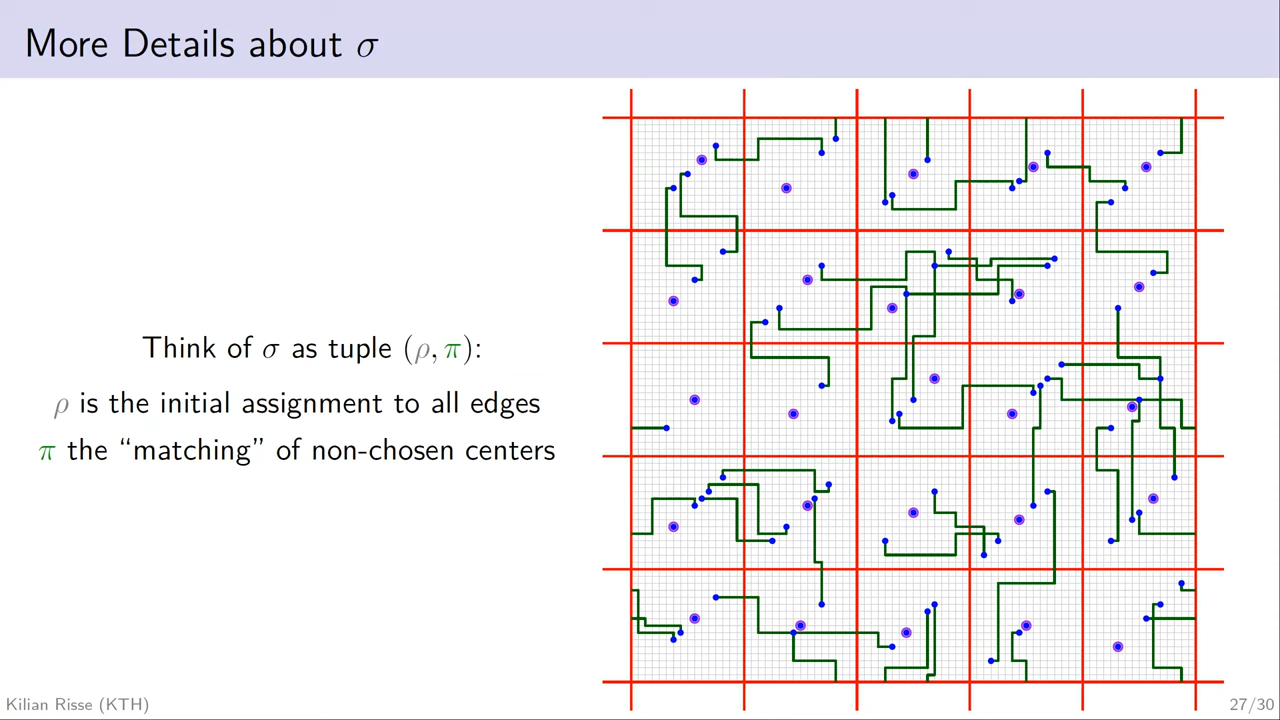 More Details about σ
Think of σ as tuple (ρ, π):
ρ is the initial assignment to all edges
π the “matching” of non-chosen centers
Kilian Risse (KTH)
27/30